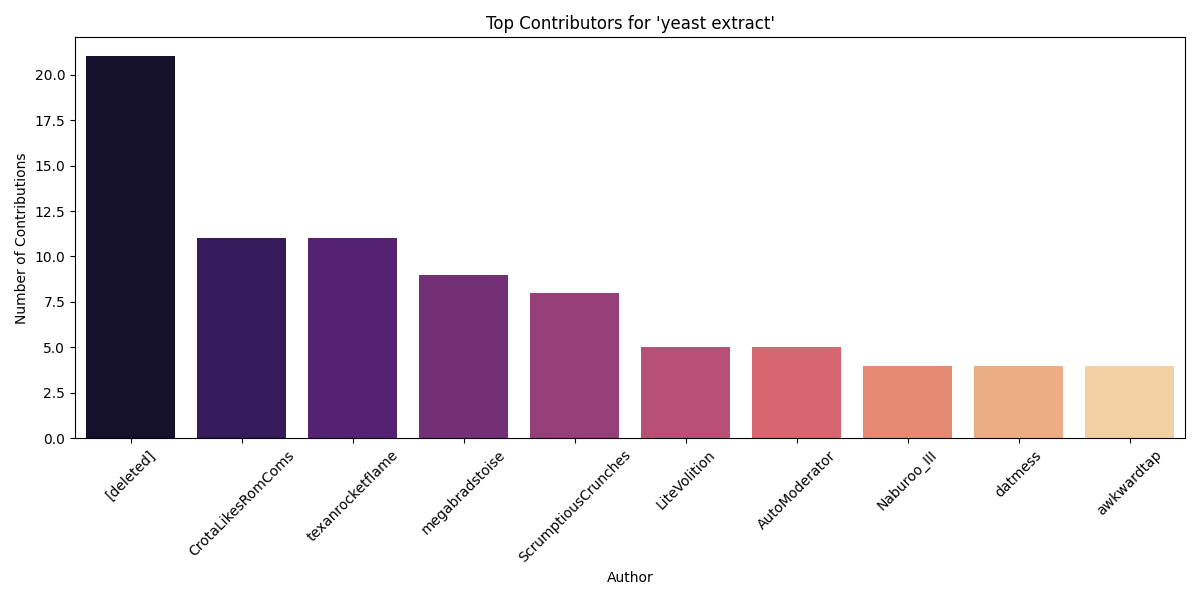 Top Contributors for 'yeast extract'
Number of Contributions
20.0
17.5
15.0
12.5
10.0
7.5
5.0
2.5
0.0
[deleted]
CrotaLikesRomComs
texanrocketflame
megabradstoise
ScrumptiousCrunches
LiteVolition
AutoModerator
Naburoo_III
datmess
awkwardtap
Author